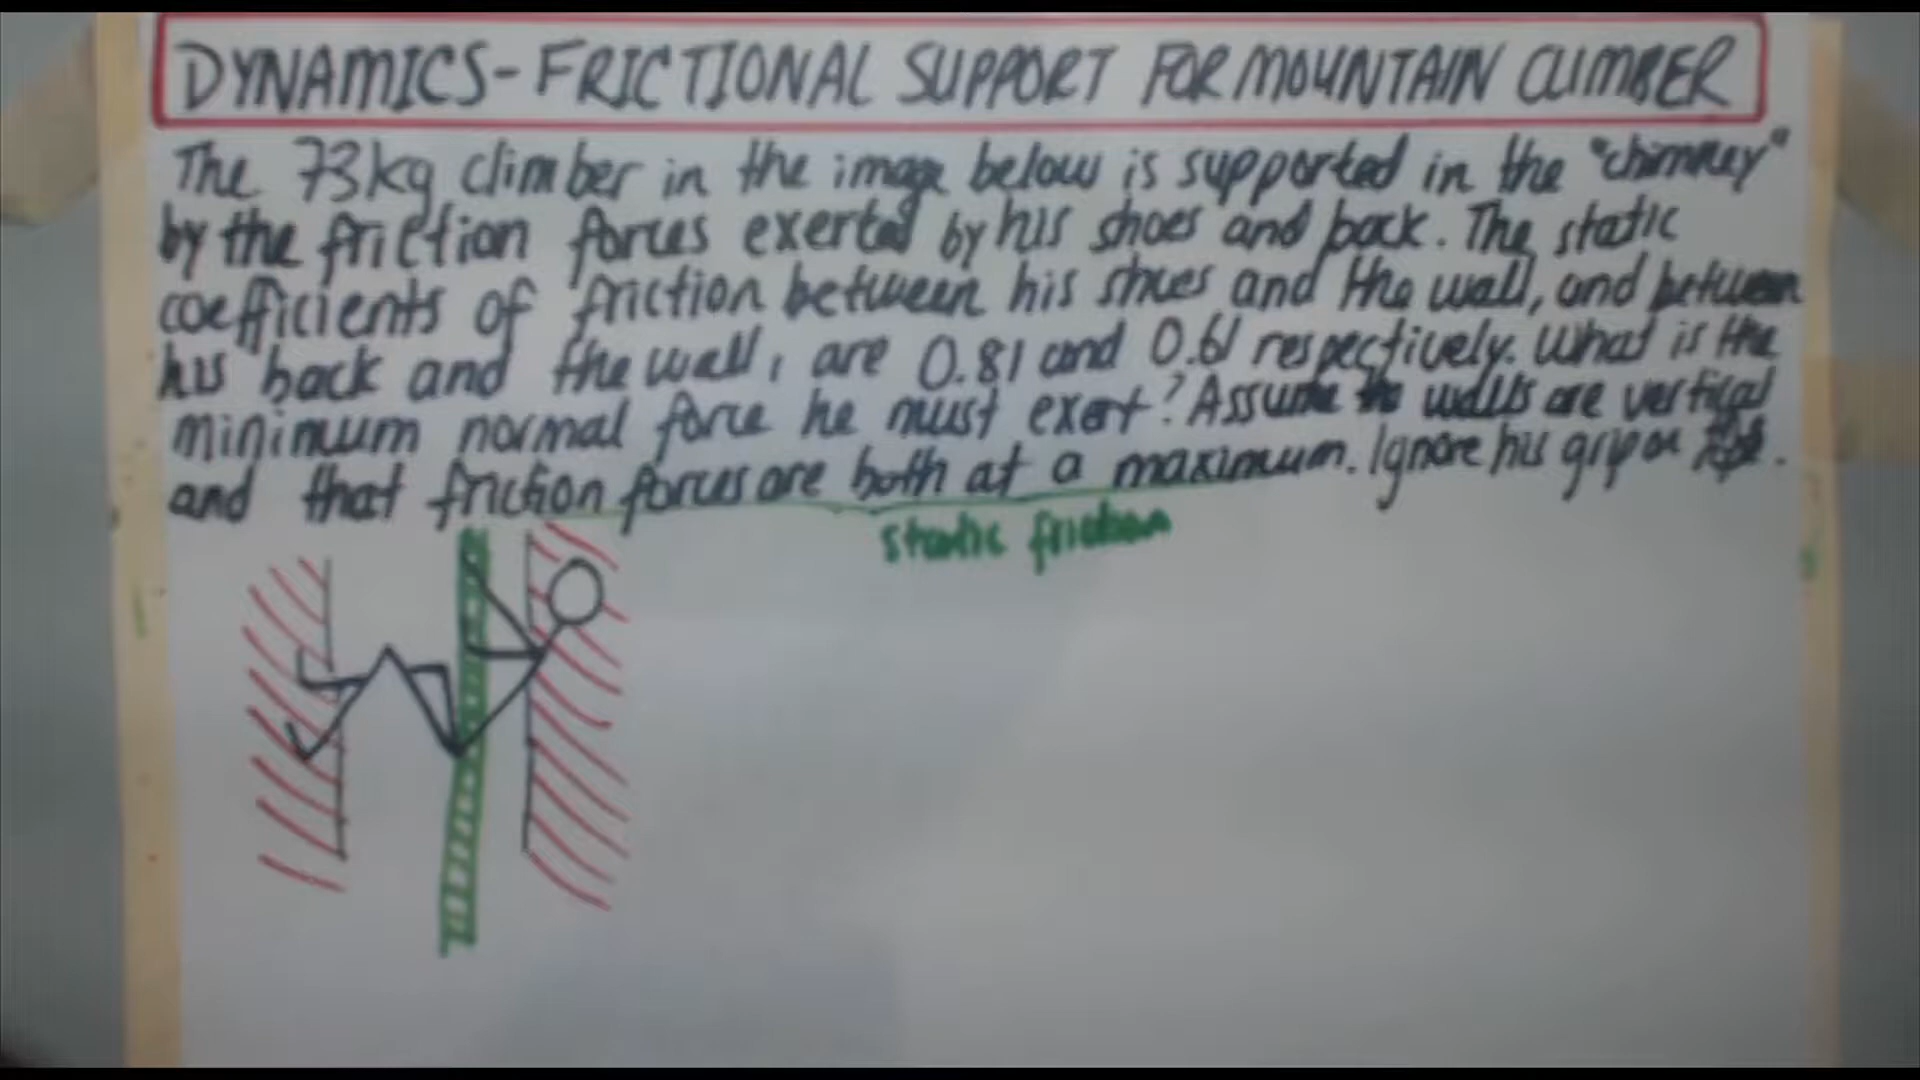 DYNAMICS-FRICTIONAL SUPPORT FOR MOUNTAIN CLIMBER
The 73kg climber in the image below is supported in the "chimney"
by the friction forces exerted by his shoes and back. The static
coefficients of friction between his shoes and the wall, and between
his back and the wall, are 0.81 and 0.61 respectively. What is the
minimum normal force he must exert? Assume the walls are vertical
and that friction forces are both at a maximum. Ignore his grip on
static friction